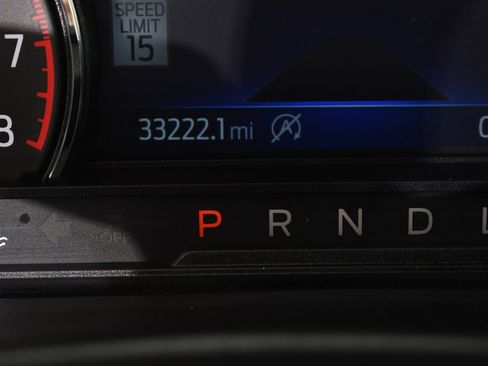 SPEED
LIMIT
15
7
8
33222.1 mi
OFF
P R N D L